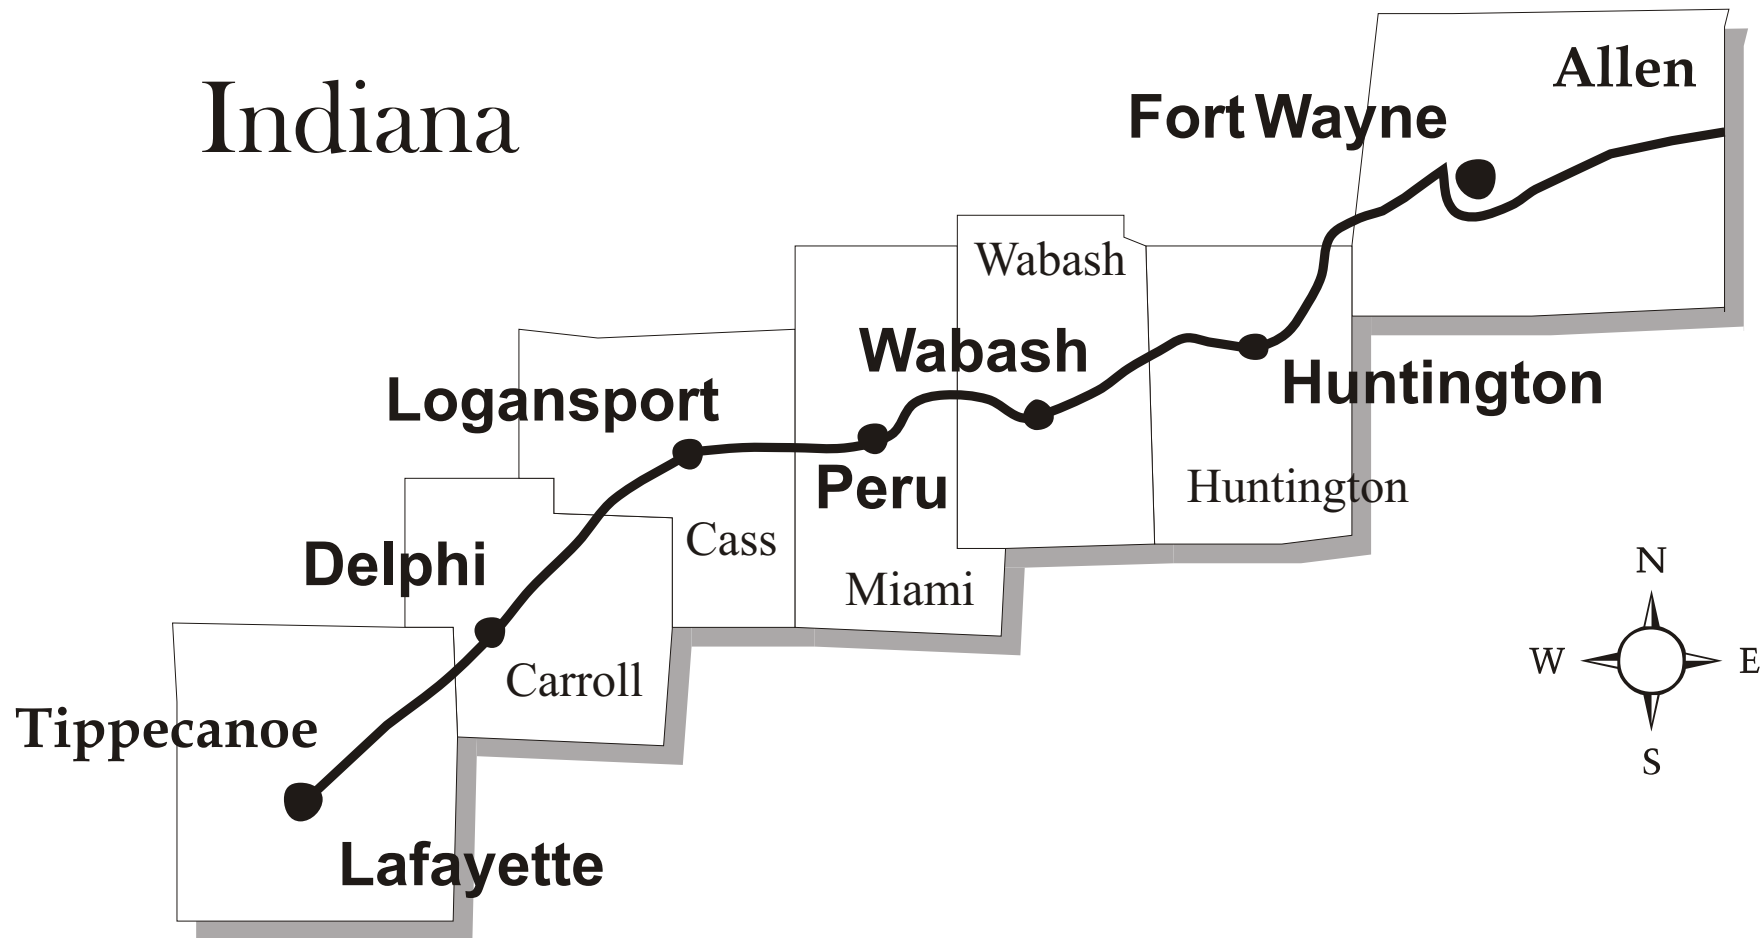 Indiana
Allen
Fort Wayne
Wabash
Wabash
Huntington
Logansport
Peru
Huntington
Cass
Delphi
Miami
Carroll
Tippecanoe
Lafayette
N
W
E
S